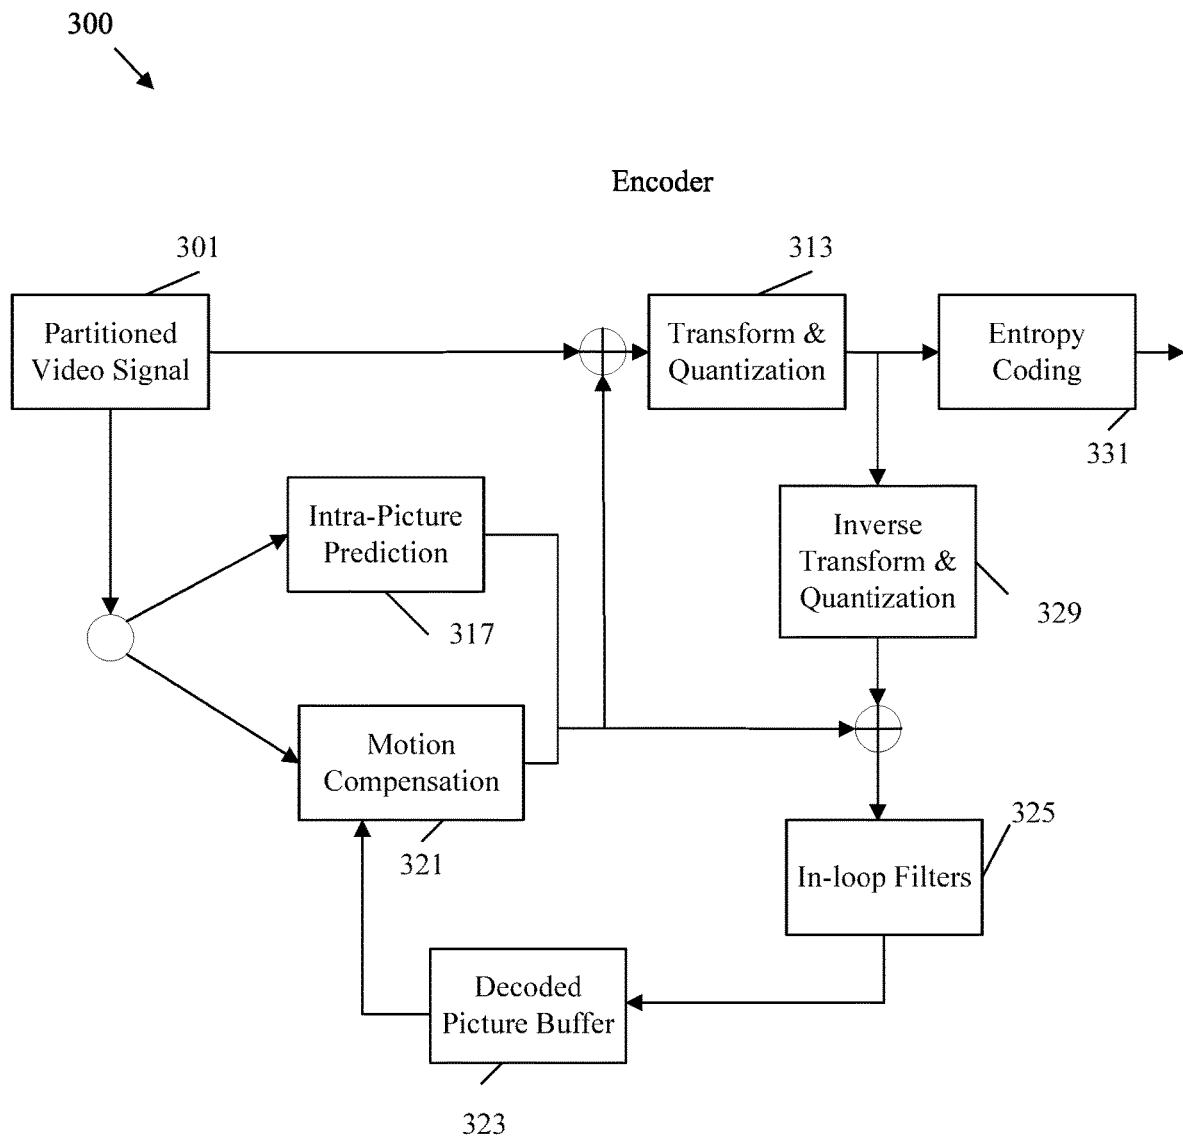 300
Encoder
301
313
Partitioned
Video Signal
Transform &
Quantization
Entropy
Coding
331
Intra-Picture
Prediction
317
Inverse
Transform &
Quantization
329
Motion
Compensation
321
325
In-loop Filters
Decoded
Picture Buffer
323